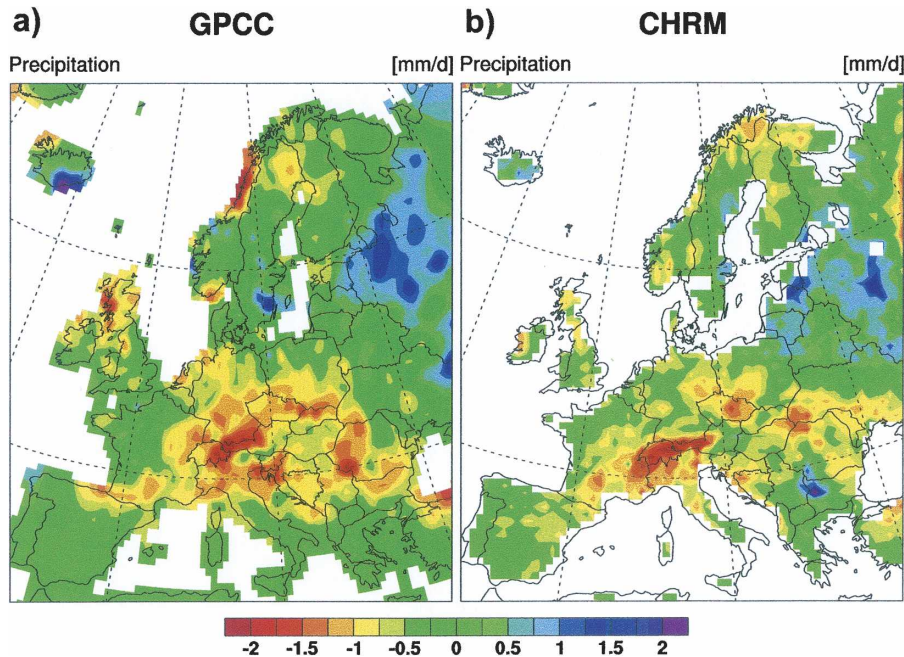 a) GPCC
Precipitation [mm/d]
b) CHRM
Precipitation [mm/d]
-2 -1.5 -1 -0.5 0 0.5 1 1.5 2